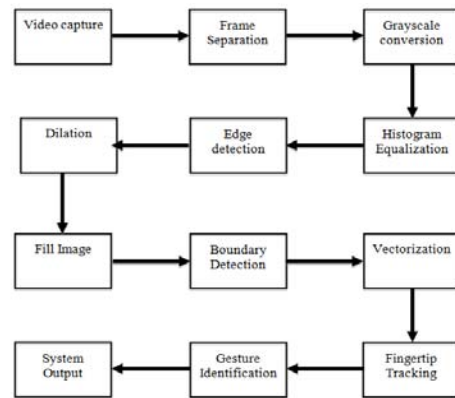 Video capture
Frame
Separation
Grayscale
conversion
Histogram
Equalization
Edge
detection
Dilation
Fill Image
Boundary
Detection
Vectorization
Fingertip
Tracking
Gesture
Identification
System
Output